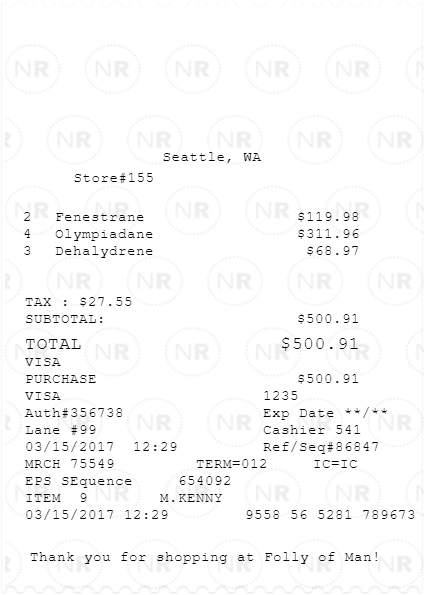 Seattle, WA
Store#155
2 Fenestrane $119.98
4 Olympiadane $311.96
3 Dehalydrene $68.97
TAX : $27.55
SUBTOTAL: $500.91
TOTAL $500.91
VISA
PURCHASE $500.91
VISA 1235
Auth#356738 Exp Date **/**
Lane #99 Cashier 541
03/15/2017 12:29 Ref/Seq#86847
MRCH 75549 TERM=012 IC=IC
EPS SEquence 654092
ITEM 9 M.KENNY
03/15/2017 12:29 9558 56 5281 789673
Thank you for shopping at Folly of Man!